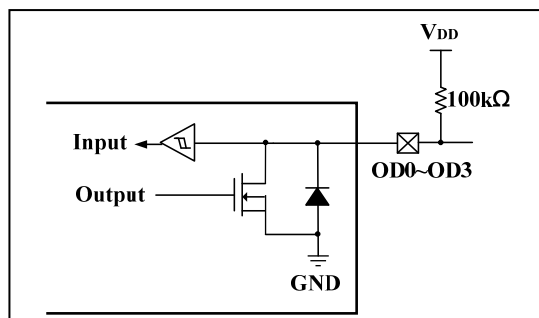 VDD
100kΩ
Input
OD0~OD3
Output
GND